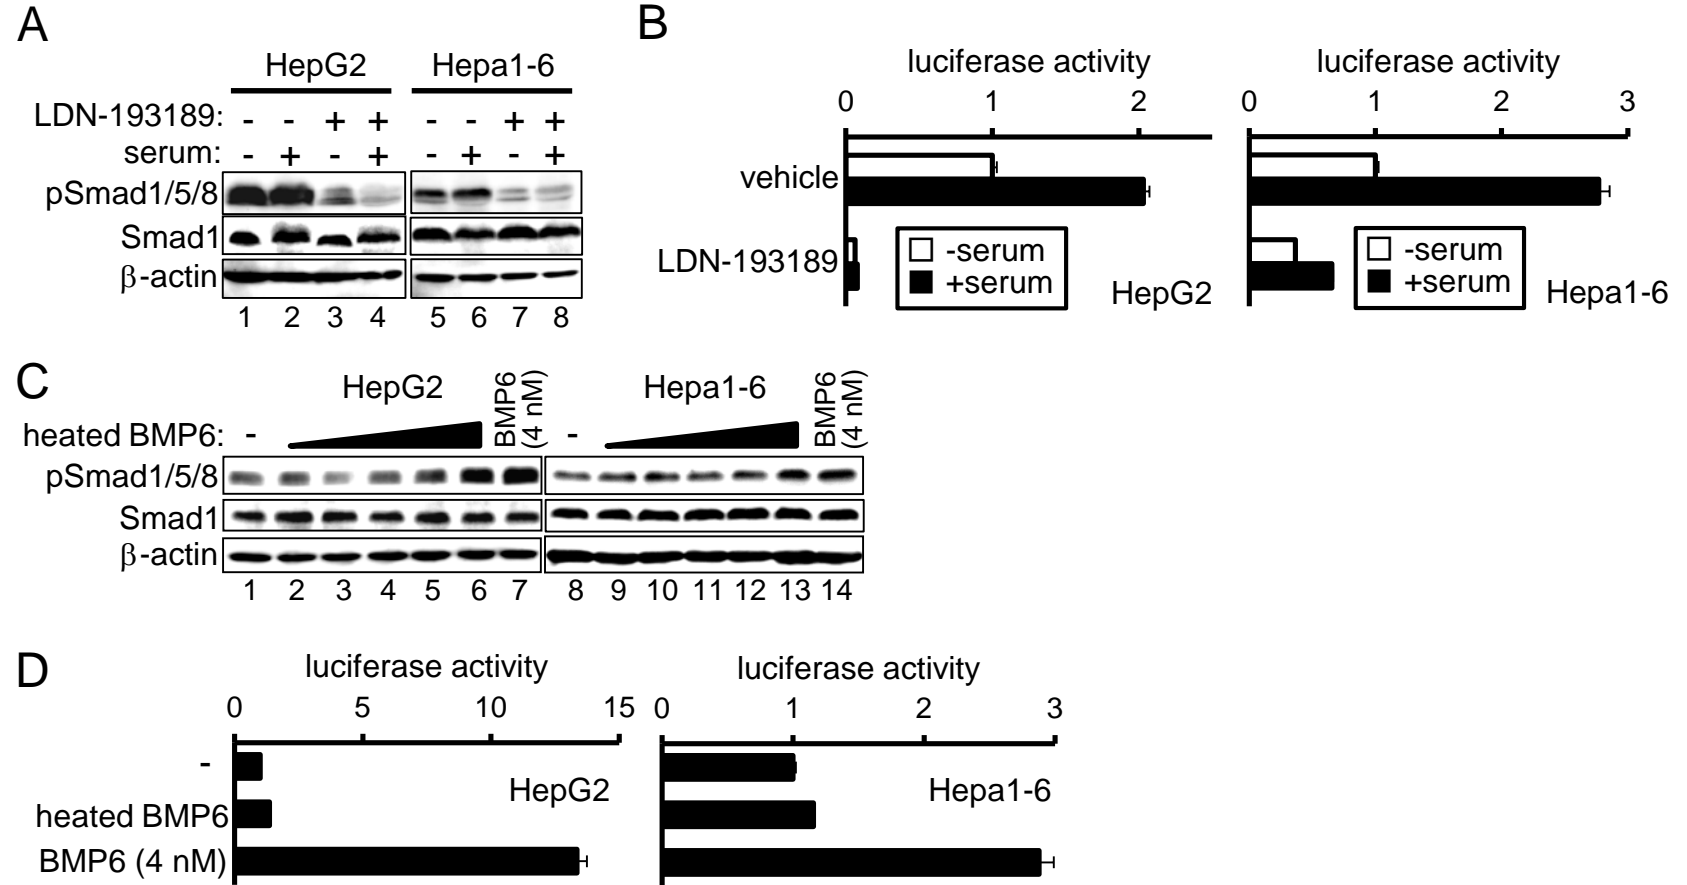 A
HepG2 Hepa1-6
LDN-193189: - - + + - - + +
serum: - + - + - + - +
pSmad1/5/8
Smad1
β-actin
1 2 3 4 5 6 7 8
B
luciferase activity luciferase activity
0 1 2 0 1 2 3
vehicle
LDN-193189
-serum
+serum
HepG2
-serum
+serum
Hepa1-6
C
HepG2 BMP6 (4 nM) Hepa1-6 BMP6 (4 nM)
heated BMP6: - -
pSmad1/5/8
Smad1
β-actin
1 2 3 4 5 6 7 8 9 10 11 12 13 14
D
luciferase activity luciferase activity
0 5 10 15 0 1 2 3
-
HepG2 Hepa1-6
heated BMP6
BMP6 (4 nM)